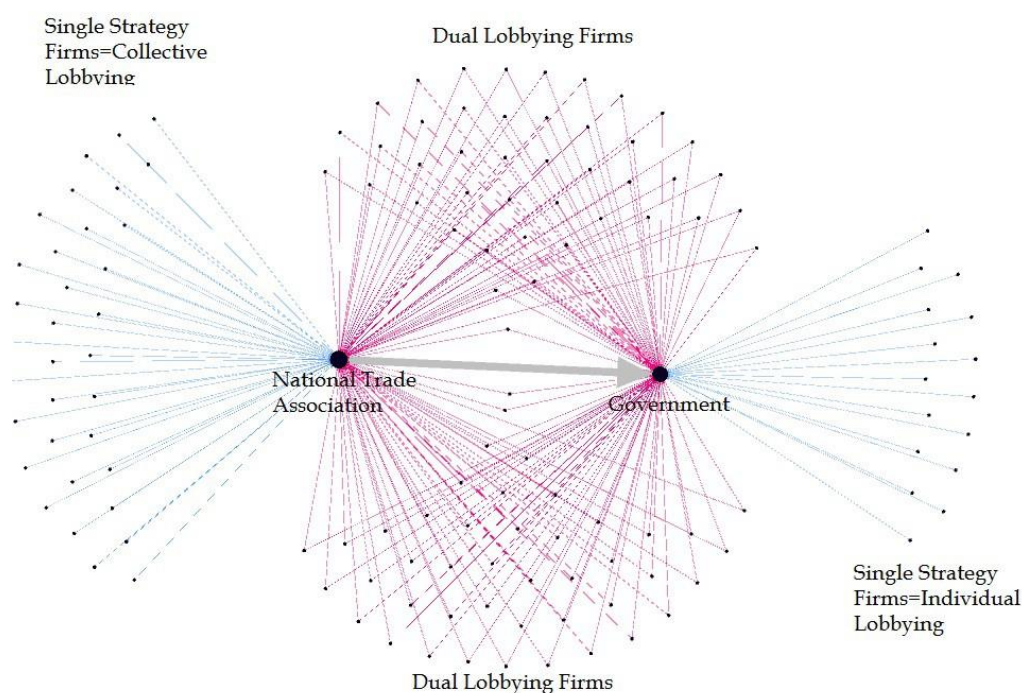 Single Strategy
Firms=Collective
Lobbying
Dual Lobbying Firms
National Trade
Association
Government
Single Strategy
Firms=Individual
Lobbying
Dual Lobbying Firms